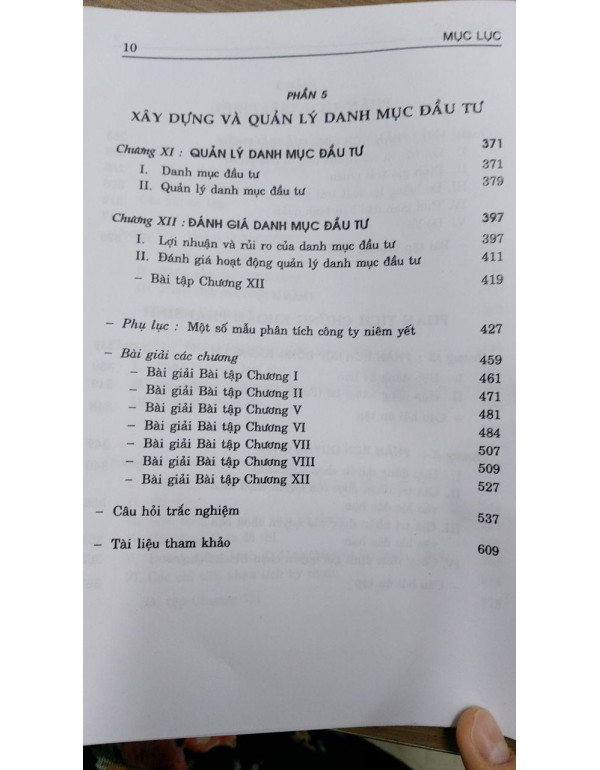 10 MỤC LỤC
PHẦN 5
XÂY DỰNG VÀ QUẢN LÝ DANH MỤC ĐẦU TƯ
Chương XI : QUẢN LÝ DANH MỤC ĐẦU TƯ 371
I. Danh mục đầu tư 371
II. Quản lý danh mục đầu tư 379
Chương XII : ĐÁNH GIÁ DANH MỤC ĐẦU TƯ 397
I. Lợi nhuận và rủi ro của danh mục đầu tư 397
II. Đánh giá hoạt động quản lý danh mục đầu tư 411
– Bài tập Chương XII 419
– Phụ lục : Một số mẫu phân tích công ty niêm yết 427
– Bài giải các chương 459
– Bài giải Bài tập Chương I 461
– Bài giải Bài tập Chương II 471
– Bài giải Bài tập Chương V 481
– Bài giải Bài tập Chương VI 484
– Bài giải Bài tập Chương VII 507
– Bài giải Bài tập Chương VIII 509
– Bài giải Bài tập Chương XII 527
– Câu hỏi trắc nghiệm 537
– Tài liệu tham khảo 609